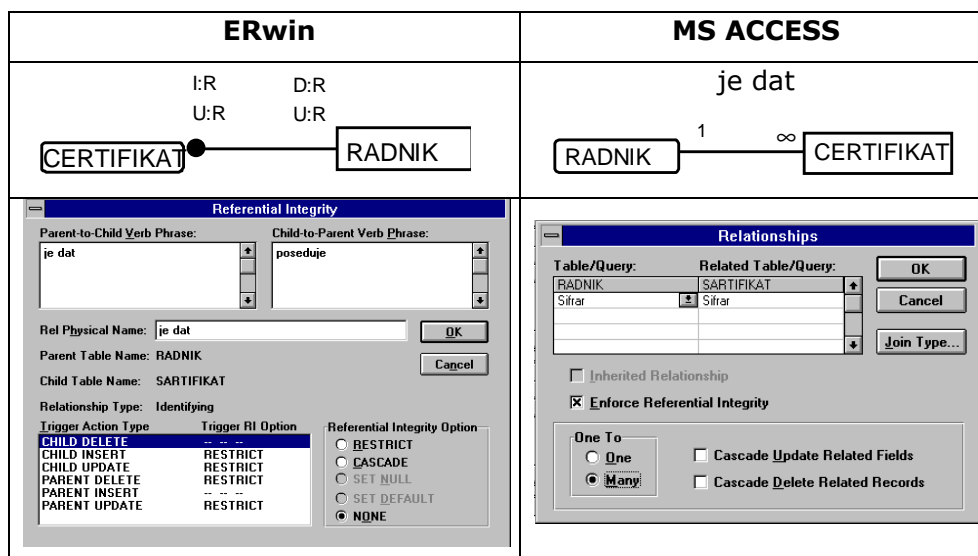 ERwin
MS ACCESS
I:R D:R
U:R U:R
CERTIFIKAT RADNIK
je dat
1 ∞
RADNIK CERTIFIKAT
Referential Integrity
Parent-to-Child Verb Phrase: Child-to-Parent Verb Phrase:
je dat poseduje
Rel Physical Name: je dat OK
Parent Table Name: RADNIK Cancel
Child Table Name: SARTIFIKAT
Relationship Type: Identifying
Trigger Action Type Trigger RI Option Referential Integrity Option
CHILD DELETE -- -- -- RESTRICT
CHILD INSERT RESTRICT CASCADE
CHILD UPDATE RESTRICT SET NULL
PARENT DELETE RESTRICT SET DEFAULT
PARENT INSERT -- -- -- NONE
PARENT UPDATE RESTRICT
Relationships
Table/Query: Related Table/Query: OK
RADNIK SARTIFIKAT
Sifrar Sifrar Cancel
Join Type...
Inherited Relationship
Enforce Referential Integrity
One To
One Cascade Update Related Fields
Many Cascade Delete Related Records